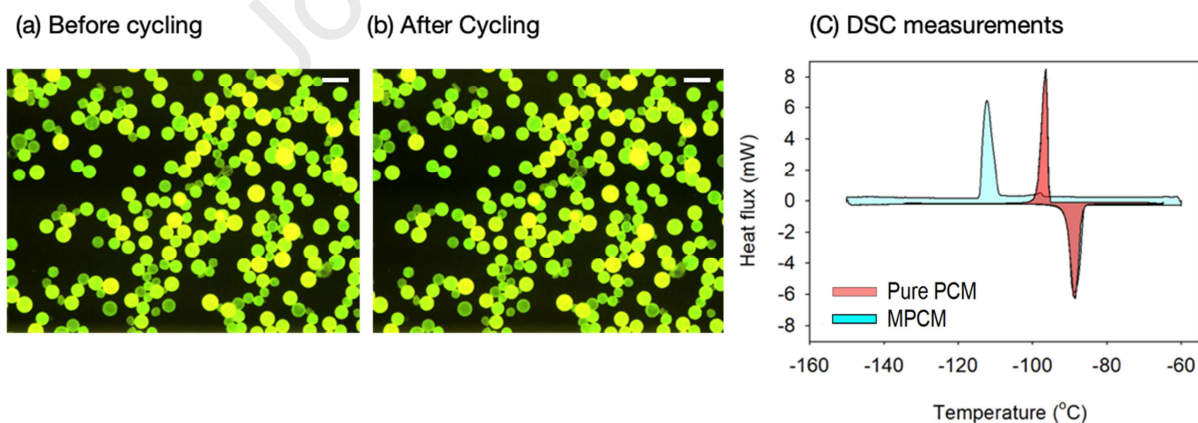 (a) Before cycling
(b) After Cycling
(C) DSC measurements
Jo
8
6
4
2
0
-2
-4
-6
-8
Heat flux (mW)
Pure PCM
MPCM
-160 -140 -120 -100 -80 -60
Temperature (°C)